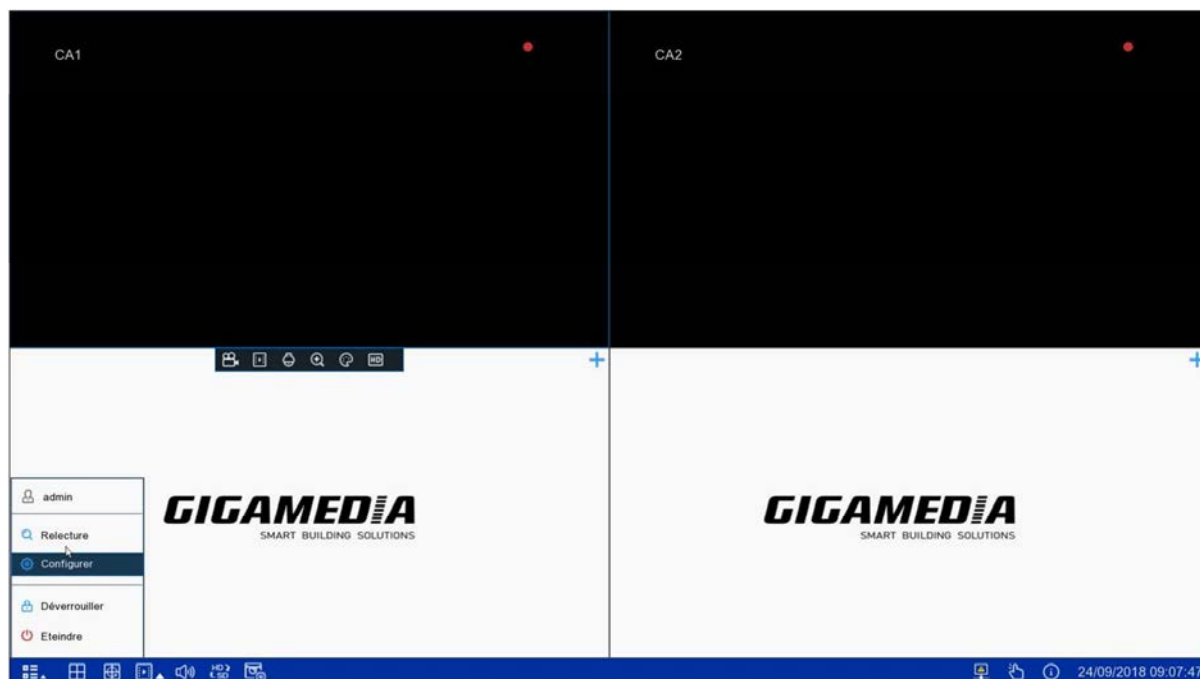 CA1
CA2
HD
admin
Relecture
Configurer
Déverrouiller
Eteindre
GIGAMEDIA
SMART BUILDING SOLUTIONS
GIGAMEDIA
SMART BUILDING SOLUTIONS
HD
SD
24/09/2018 09:07:47